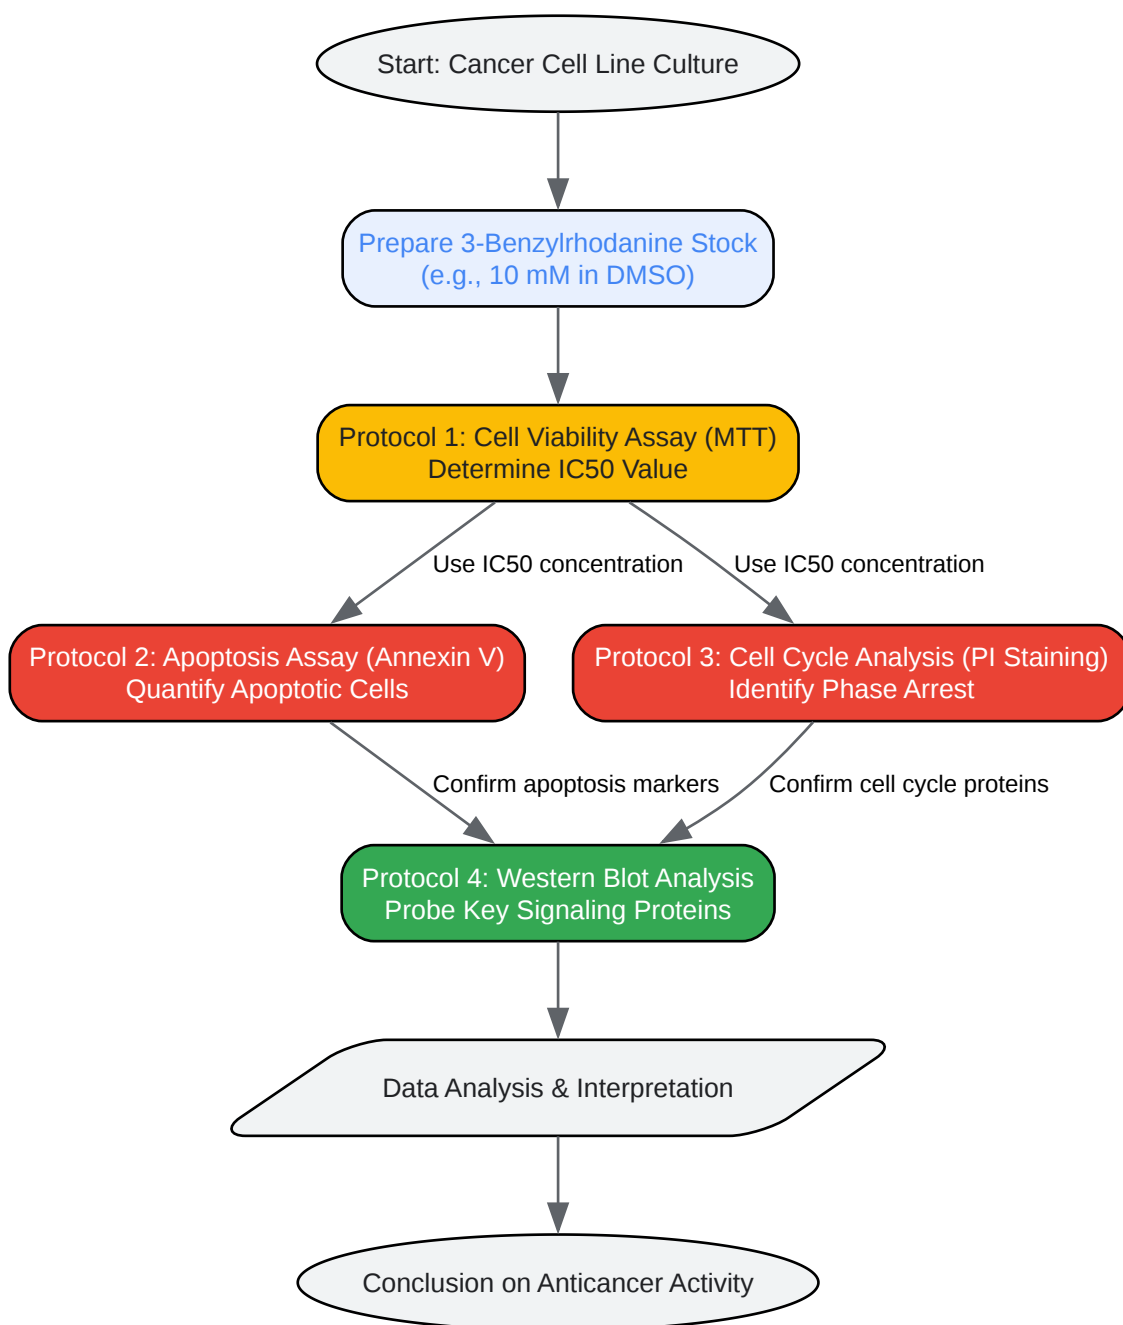 Start: Cancer Cell Line Culture
Prepare 3-Benzylrhodanine Stock
(e.g., 10 mM in DMSO)
Protocol 1: Cell Viability Assay (MTT)
Determine IC50 Value
Use IC50 concentration
Use IC50 concentration
Protocol 2: Apoptosis Assay (Annexin V)
Quantify Apoptotic Cells
Protocol 3: Cell Cycle Analysis (PI Staining)
Identify Phase Arrest
Confirm apoptosis markers
Confirm cell cycle proteins
Protocol 4: Western Blot Analysis
Probe Key Signaling Proteins
Data Analysis & Interpretation
Conclusion on Anticancer Activity